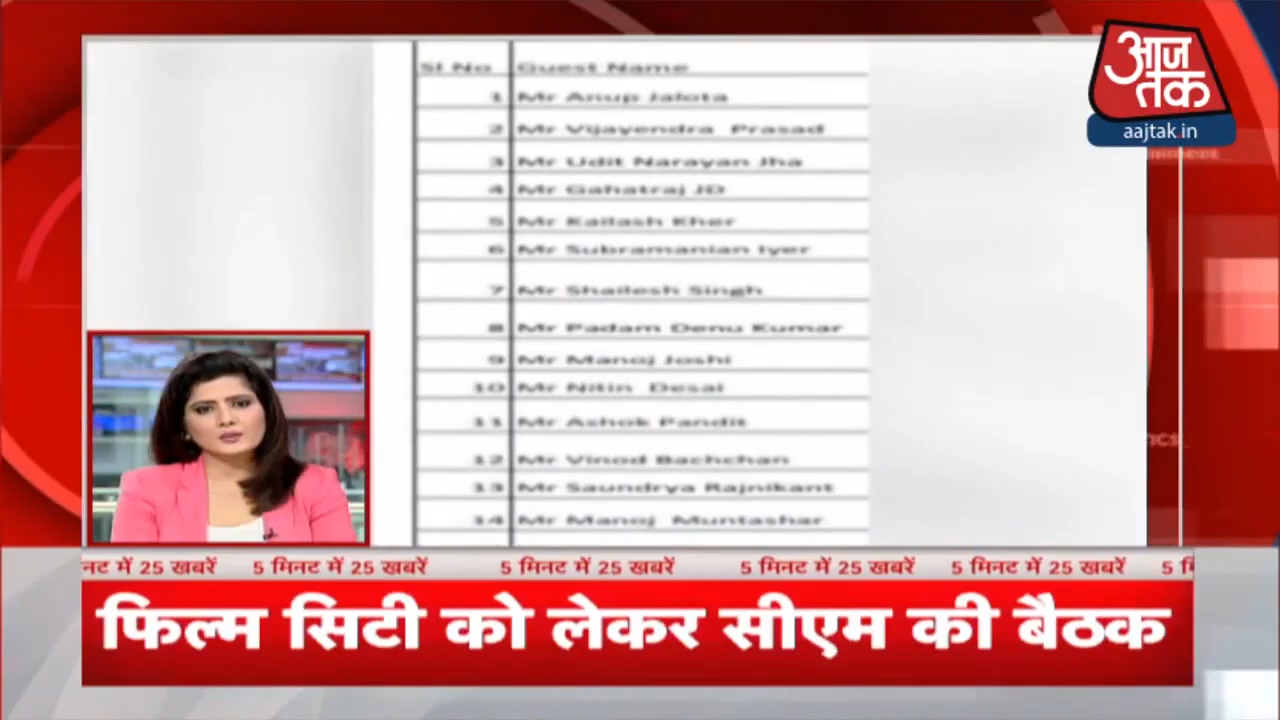 आज
तक
aajtak.in
Sl No Guest Name
1 Mr Anup Jalota
2 Mr Vijayendra Prasad
3 Mr Udit Narayan Jha
4 Mr Gahatraj JD
5 Mr Kailash Kher
6 Mr Subramanian Iyer
7 Mr Shailesh Singh
8 Mr Padam Denu Kumar
9 Mr Manoj Joshi
10 Mr Nitin Desai
11 Mr Ashok Pandit
12 Mr Vinod Bachchan
13 Mr Saundrya Rajnikant
14 Mr Manoj Muntashar
नट में 25 खबरें 5 मिनट में 25 खबरें 5 मिनट में 25 खबरें 5 मिनट में 25 खबरें 5 मिनट में 25 खबरें 5 मि
फिल्म सिटी को लेकर सीएम की बैठक